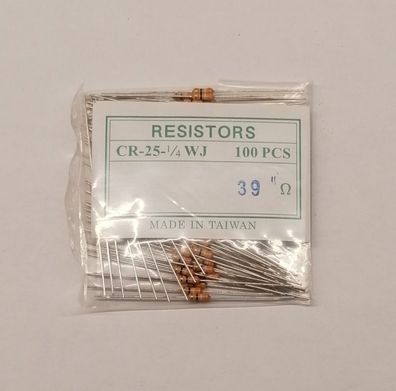 RESISTORS
CR-25-1/4 WJ 100 PCS
39 " Ω
MADE IN TAIWAN